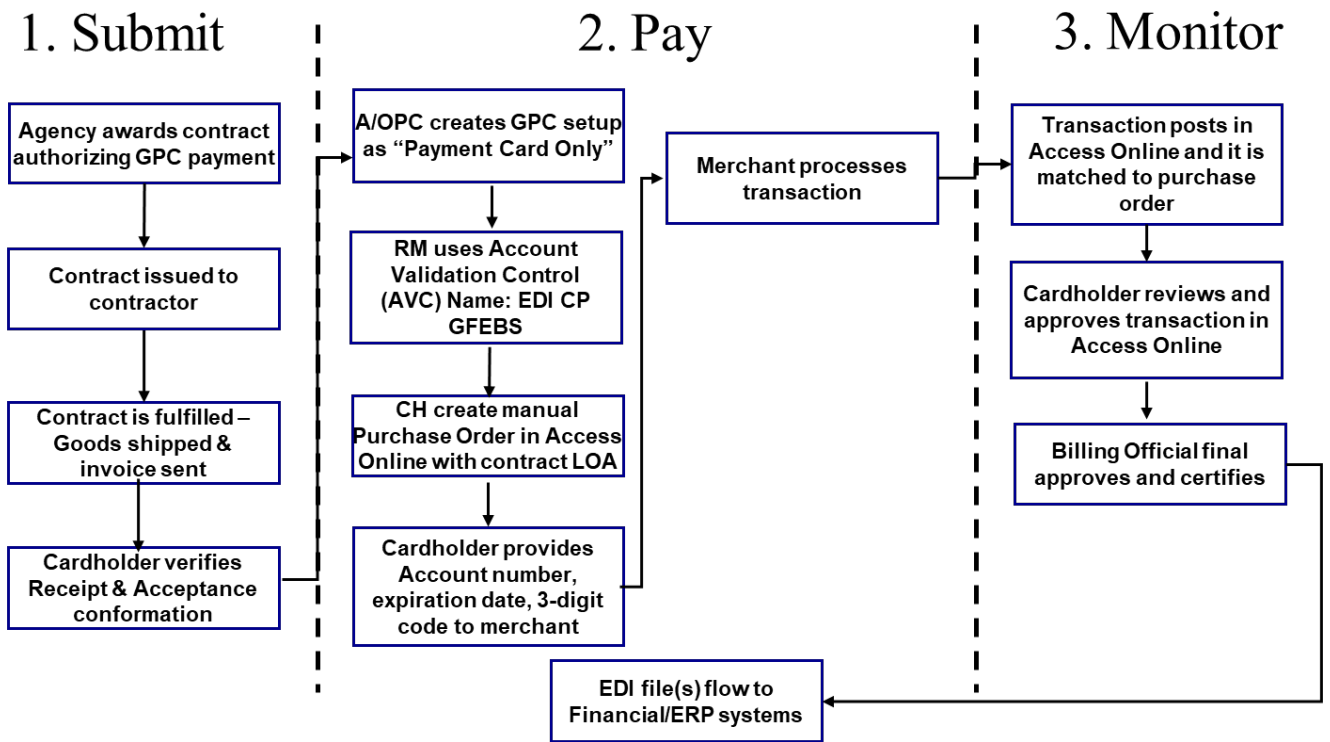 1. Submit
2. Pay
3. Monitor
Agency awards contract
authorizing GPC payment
Contract issued to
contractor
Contract is fulfilled –
Goods shipped &
invoice sent
Cardholder verifies
Receipt & Acceptance
conformation
A/OPC creates GPC setup
as “Payment Card Only”
RM uses Account
Validation Control
(AVC) Name: EDI CP
GFEBS
CH create manual
Purchase Order in Access
Online with contract LOA
Cardholder provides
Account number,
expiration date, 3-digit
code to merchant
Merchant processes
transaction
Transaction posts in
Access Online and it is
matched to purchase
order
Cardholder reviews and
approves transaction in
Access Online
Billing Official final
approves and certifies
EDI file(s) flow to
Financial/ERP systems